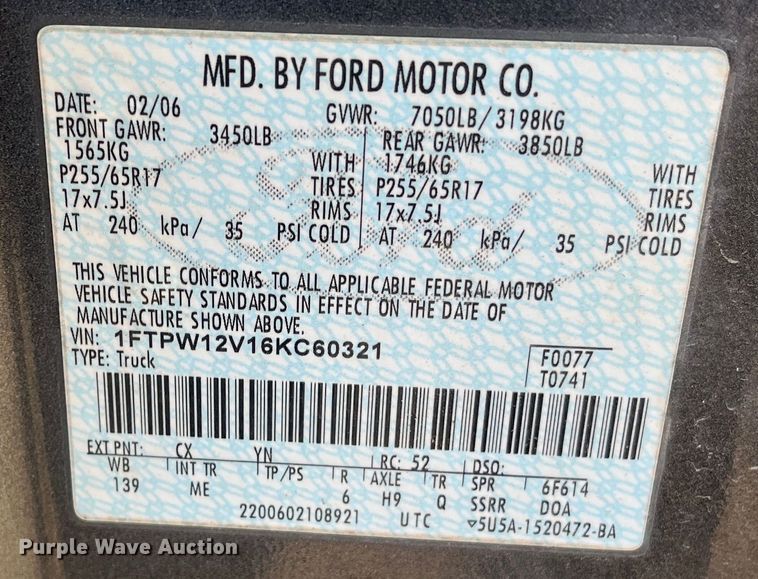 MFD. BY FORD MOTOR CO.
DATE: 02/06 GVWR: 7050LB/ 3198KG
FRONT GAWR: 3450LB REAR GAWR: 3850LB
1565KG WITH 1746KG WITH
P255/65R17 TIRES P255/65R17 TIRES
17x7.5J RIMS 17x7.5J RIMS
AT 240 kPa/ 35 PSI COLD AT 240 kPa/ 35 PSI COLD
Ford
THIS VEHICLE CONFORMS TO ALL APPLICABLE FEDERAL MOTOR
VEHICLE SAFETY STANDARDS IN EFFECT ON THE DATE OF
MANUFACTURE SHOWN ABOVE.
VIN: 1FTPW12V16KC60321
TYPE: Truck
F0077
T0741
EXT PNT: CX YN RC: 52 DSO:
WB INT TR TP/PS R AXLE TR SPR 6F614
139 ME 6 H9 Q SSRR DOA
2200602108921 UTC ▽5U5A-1520472-BA
Purple Wave Auction